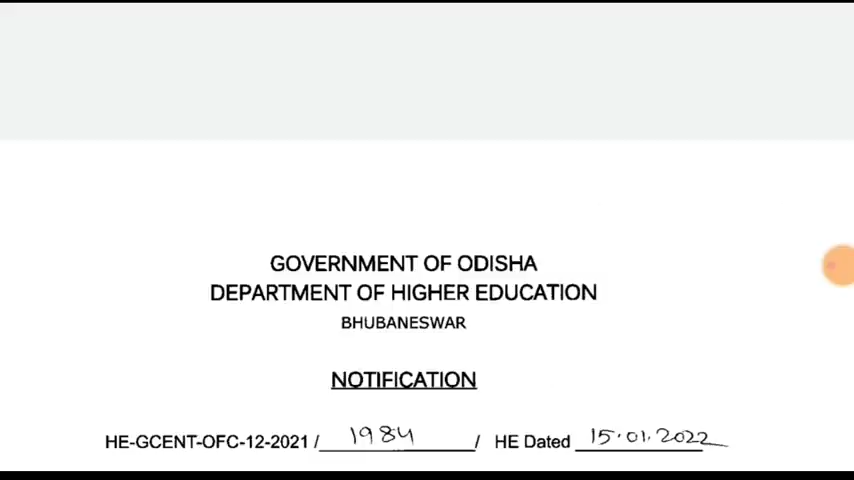 GOVERNMENT OF ODISHA
DEPARTMENT OF HIGHER EDUCATION
BHUBANESWAR
NOTIFICATION
HE-GCENT-OFC-12-2021 / 1984 / HE Dated 15.01.2022